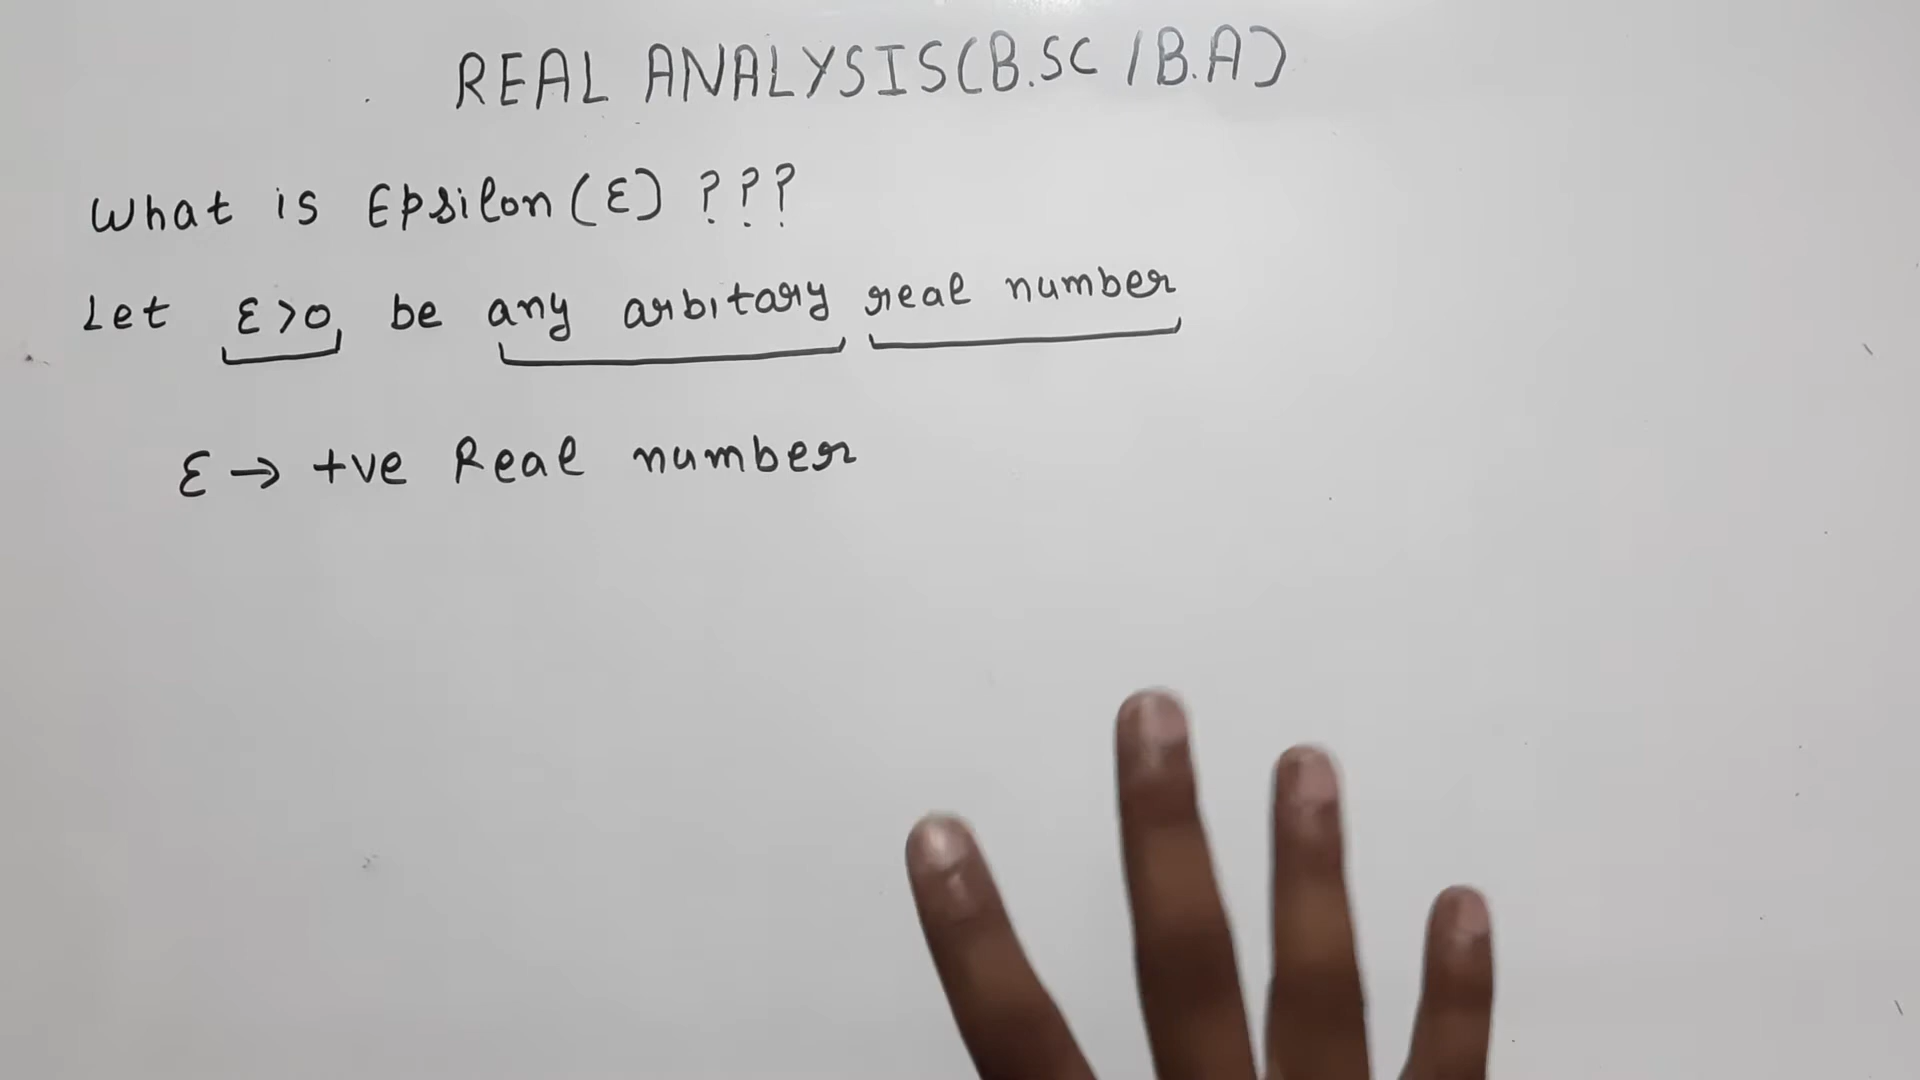 REAL ANALYSIS(B.SC / B.A)
What is Epsilon (ε) ???
Let ε>0, be any arbitary real number
ε → +ve Real number